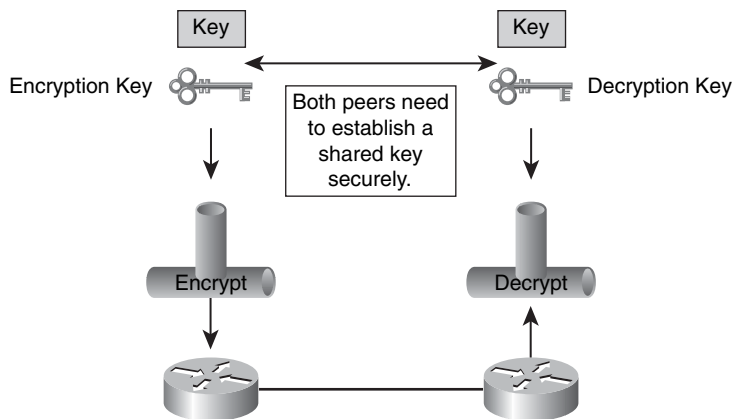 Key
Key
Encryption Key
Decryption Key
Both peers need
to establish a
shared key
securely.
Encrypt
Decrypt